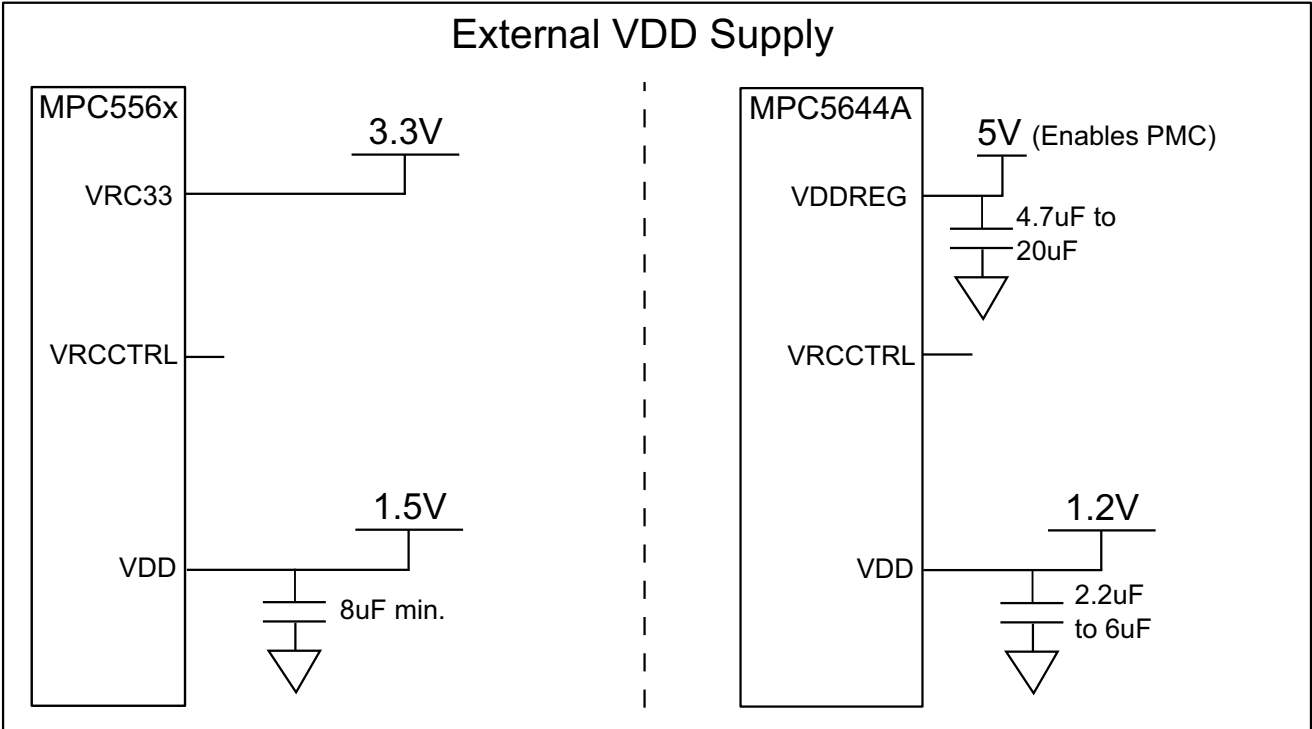 External VDD Supply
MPC556x
3.3V
VRC33
VRCCTRL
1.5V
VDD
8uF min.
MPC5644A
5V (Enables PMC)
VDDREG
4.7uF to
20uF
VRCCTRL
1.2V
VDD
2.2uF
to 6uF